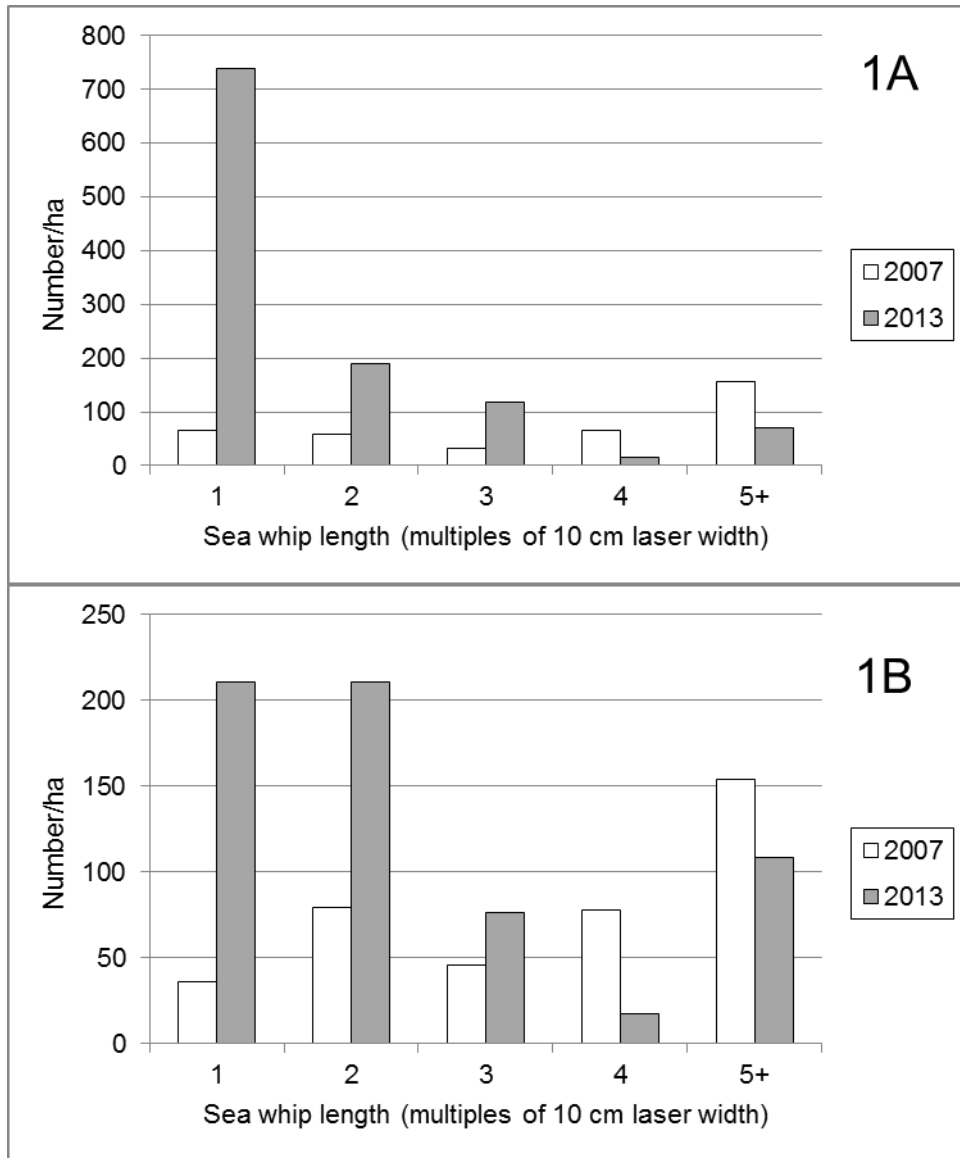 1A
800
700
600
500
400
300
200
100
0
Number/ha
1 2 3 4 5+
Sea whip length (multiples of 10 cm laser width)
2007
2013
1B
250
200
150
100
50
0
Number/ha
1 2 3 4 5+
Sea whip length (multiples of 10 cm laser width)
2007
2013